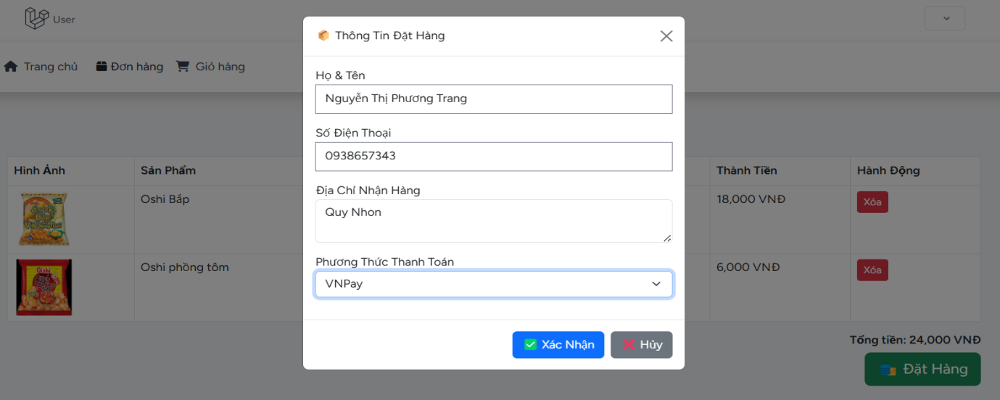 User
Trang chủ Đơn hàng Giỏ hàng
Thông Tin Đặt Hàng
Họ & Tên
Nguyễn Thị Phương Trang
Số Điện Thoại
0938657343
Địa Chỉ Nhận Hàng
Quy Nhon
Phương Thức Thanh Toán
VNPay
Xác Nhận Hủy
Hình Ảnh Sản Phẩm Thành Tiền Hành Động
Oshi Bắp 18,000 VNĐ Xóa
Oshi phồng tôm 6,000 VNĐ Xóa
Oishi
Tổng tiền: 24,000 VNĐ
Đặt Hàng